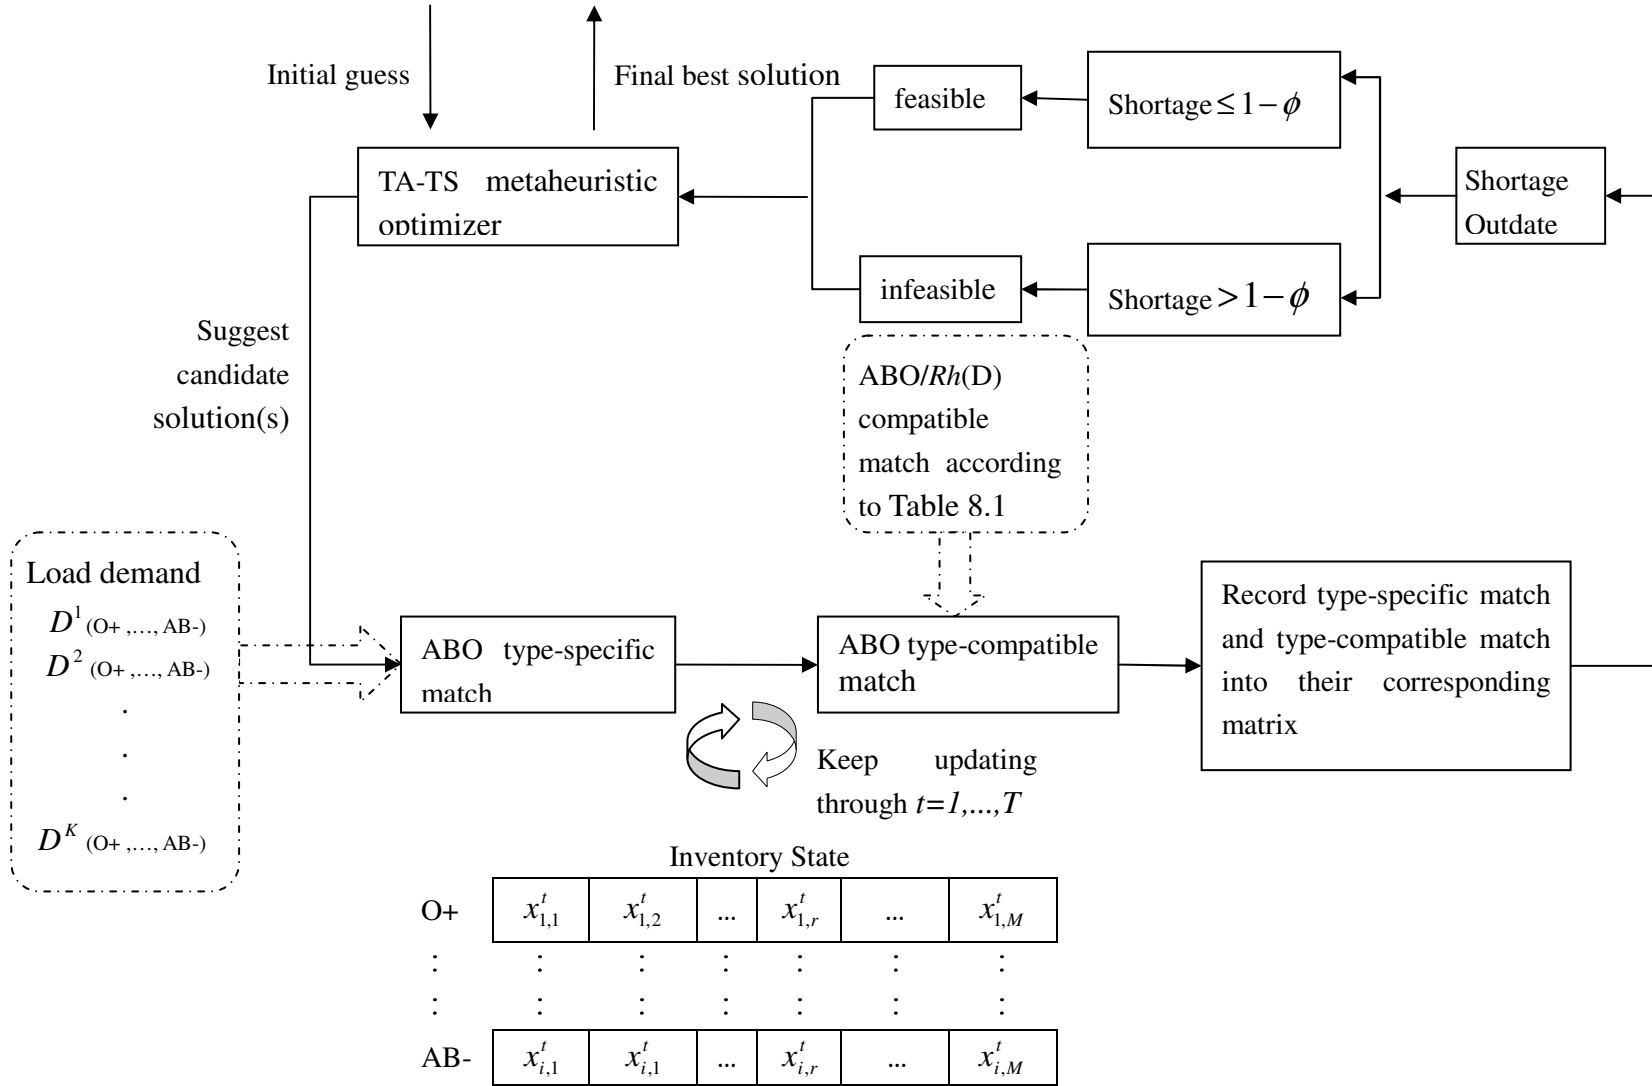 Initial guess
Final best solution
feasible
Shortage ≤ 1 − ϕ
TA-TS metaheuristic
optimizer
Shortage
Outdate
infeasible
Shortage > 1 − ϕ
Suggest
candidate
solution(s)
ABO/Rh(D)
compatible
match according
to Table 8.1
Load demand
D^1 (O+ ,…, AB-)
D^2 (O+ ,…, AB-)
.
.
.
D^K (O+ ,…, AB-)
ABO type-specific
match
ABO type-compatible
match
Record type-specific match
and type-compatible match
into their corresponding
matrix
Keep updating
through t=1,...,T
Inventory State
O+ x^t_{1,1} x^t_{1,2} ... x^t_{1,r} ... x^t_{1,M}
: : : : : : :
: : : : : : :
AB- x^t_{i,1} x^t_{i,1} ... x^t_{i,r} ... x^t_{i,M}